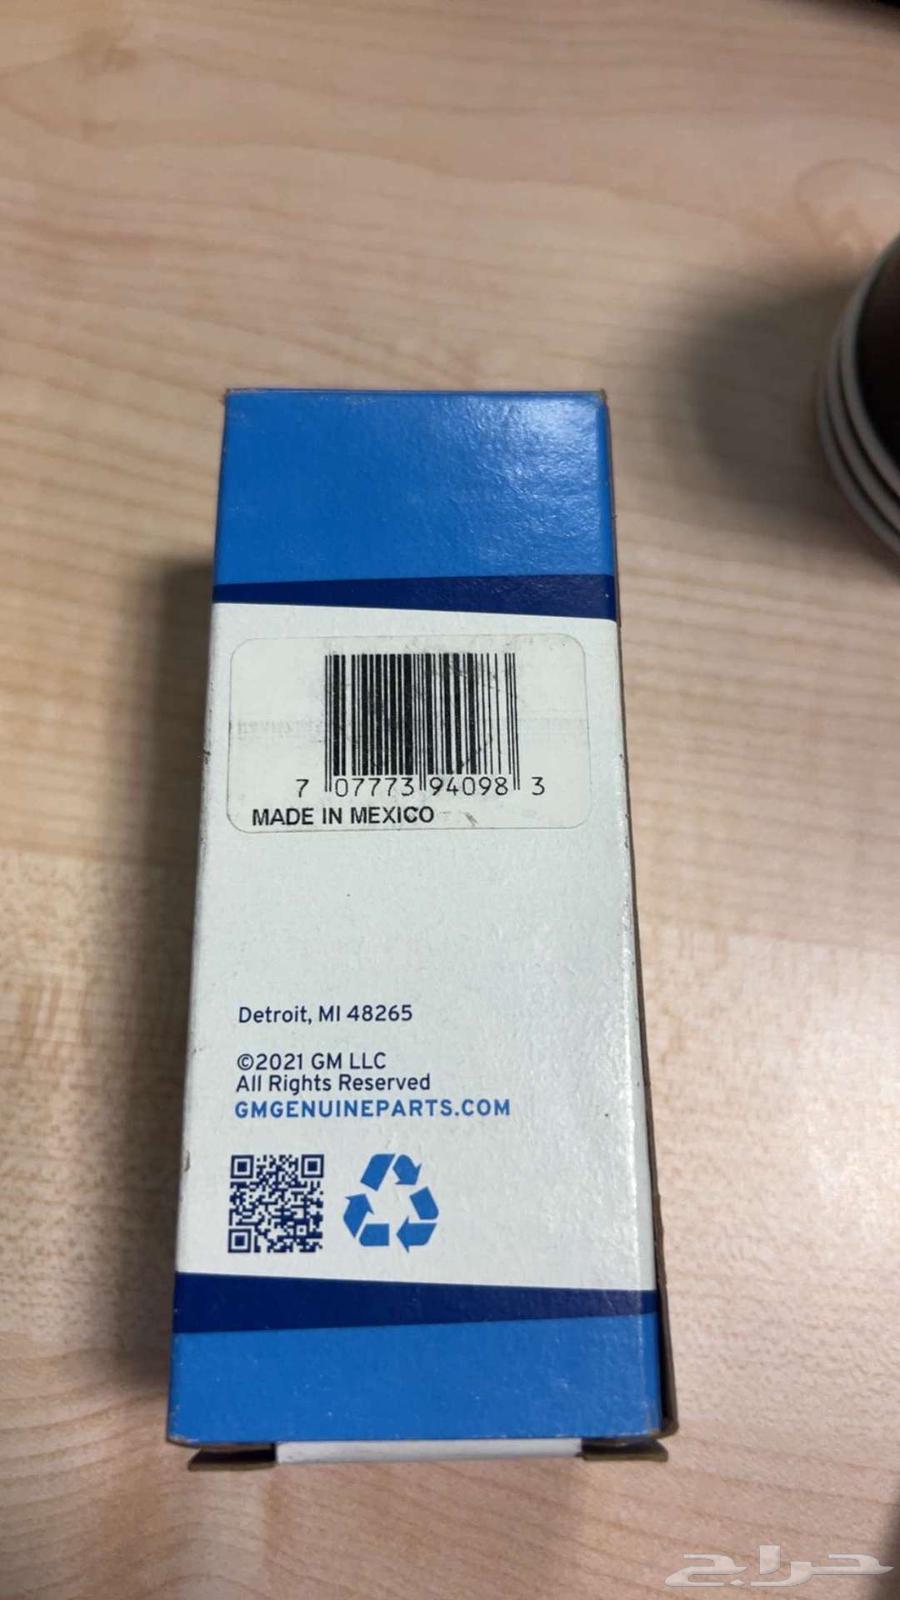 7 07773 94098 3
MADE IN MEXICO
Detroit, MI 48265
©2021 GM LLC
All Rights Reserved
GMGENUINEPARTS.COM
حراج